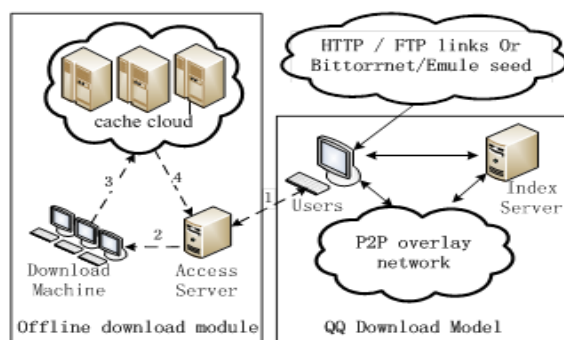 HTTP / FTP links Or
Bittorrnet/Emule seed
cache cloud
3
4
1
2
Users
Index
Server
Download
Machine
Access
Server
P2P overlay
network
Offline download module
QQ Download Model